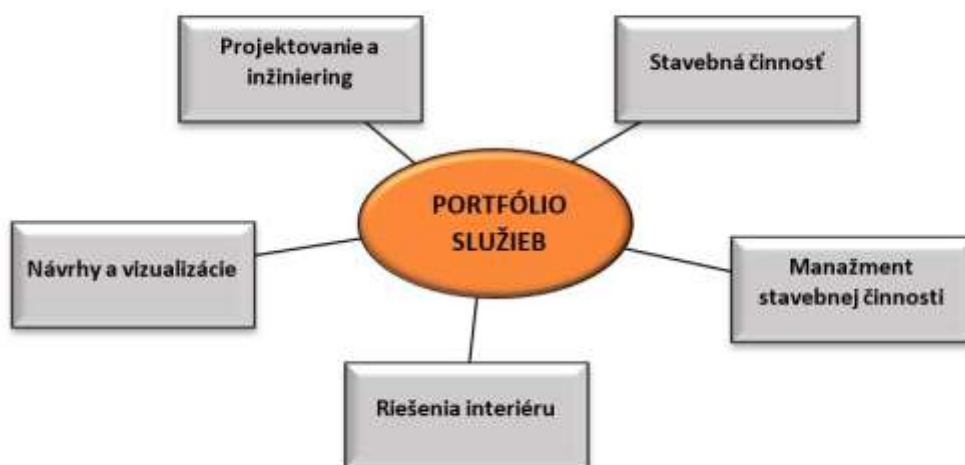 Projektovanie a
inžiniering
Stavebná činnosť
PORTFÓLIO
SLUŽIEB
Návrhy a vizualizácie
Manažment
stavebnej činnosti
Riešenia interiéru